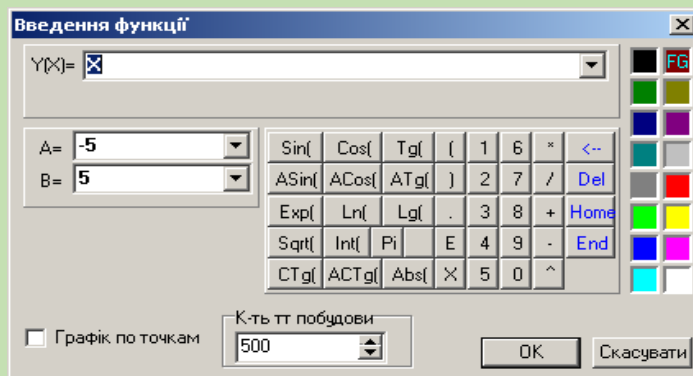 Введення функції
Y(X)= X
FG
A= -5
B= 5
Sin( Cos( Tg( ( 1 6 * <--
ASin( ACos( ATg( ) 2 7 / Del
Exp( Ln( Lg( . 3 8 + Home
Sqrt( Int( Pi E 4 9 - End
CTg( ACTg( Abs( X 5 0 ^
Графік по точкам
К-ть тт побудови
500
OK Скасувати